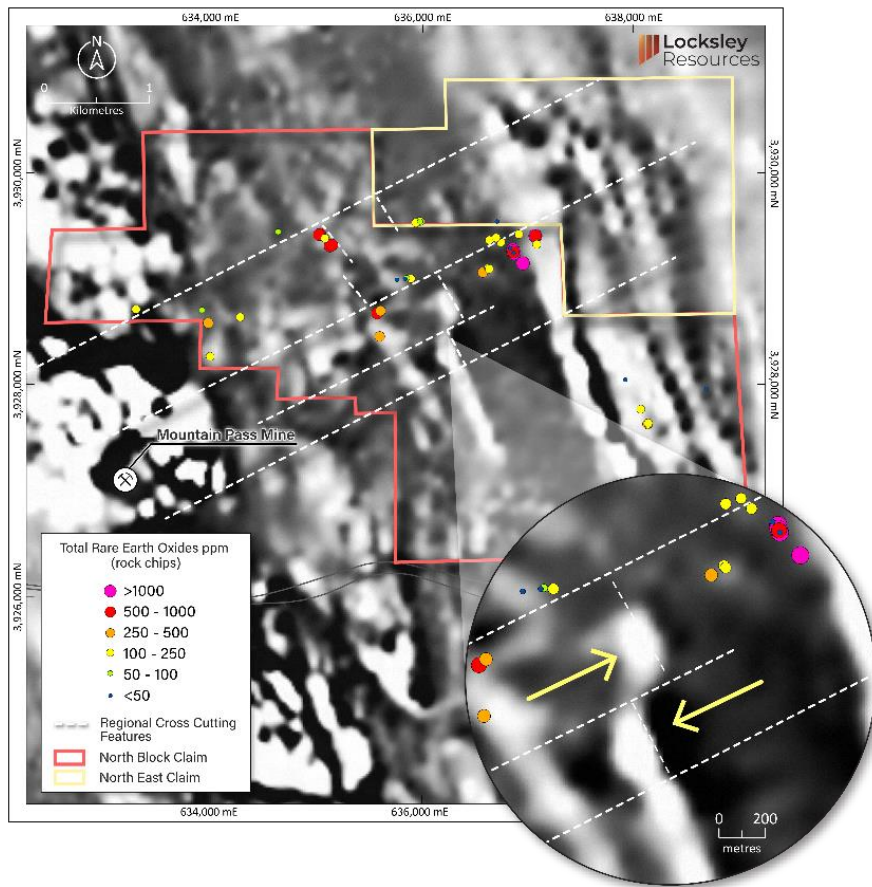 634,000 mE
636,000 mE
638,000 mE
N
Locksley
Resources
0
1
Kilometres
3,930,000 mN
3,930,000 mN
3,928,000 mN
3,928,000 mN
Mountain Pass Mine
Total Rare Earth Oxides ppm
(rock chips)
>1000
500 - 1000
250 - 500
100 - 250
50 - 100
<50
Regional Cross Cutting
Features
North Block Claim
North East Claim
3,926,000 mN
0
200
metres
634,000 mE
636,000 mE